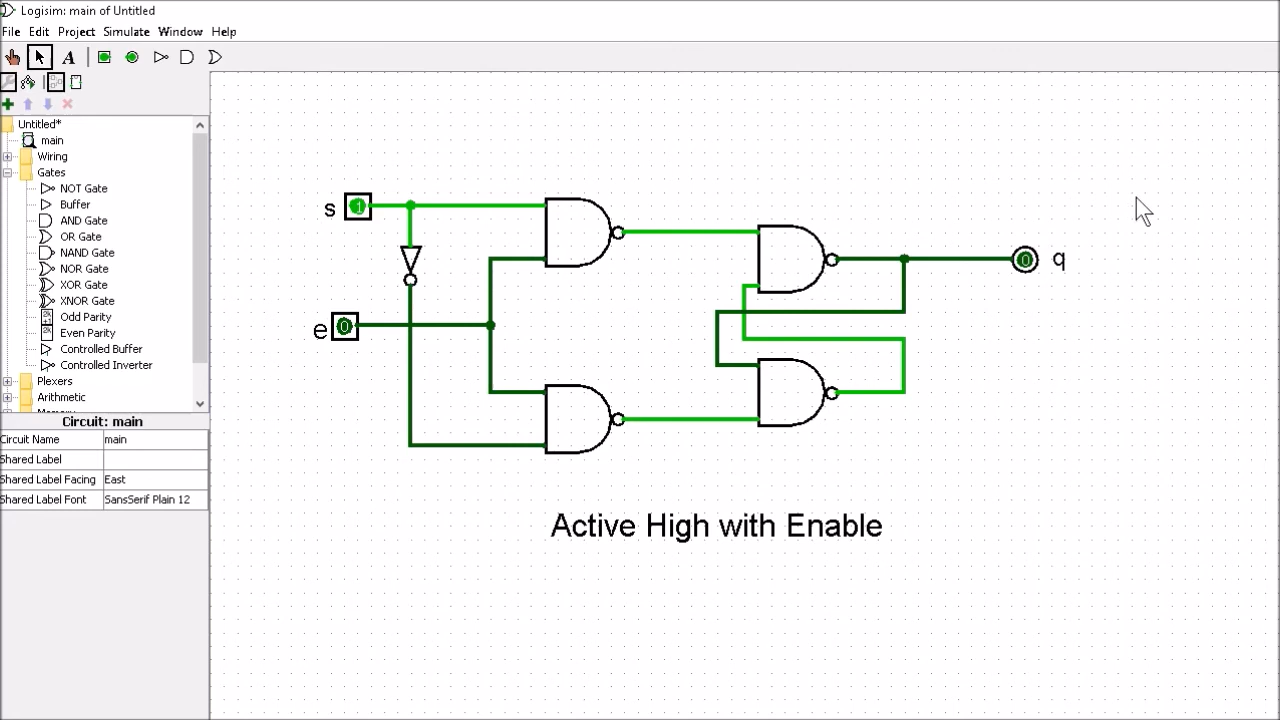 Logisim: main of Untitled
File Edit Project Simulate Window Help
A
Untitled*
main
Wiring
Gates
NOT Gate
Buffer
AND Gate
OR Gate
NAND Gate
NOR Gate
XOR Gate
XNOR Gate
Odd Parity
Even Parity
Controlled Buffer
Controlled Inverter
Plexers
Arithmetic
Circuit: main
Circuit Name main
Shared Label
Shared Label Facing East
Shared Label Font SansSerif Plain 12
s 1
0 q
e 0
Active High with Enable